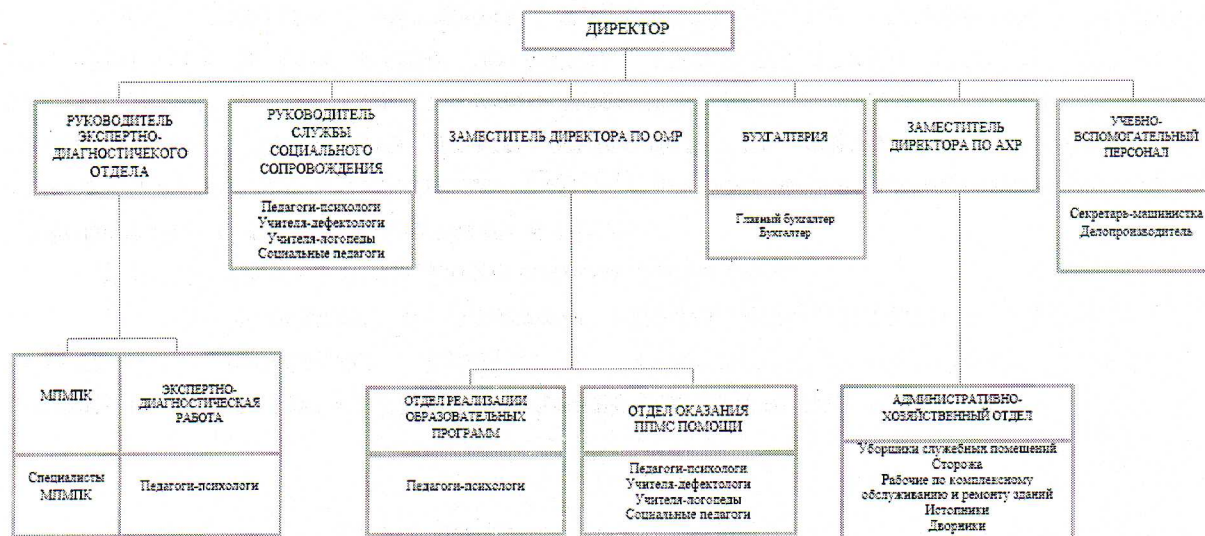 ДИРЕКТОР
РУКОВОДИТЕЛЬ
ЭКСПЕРТНО-
ДИАГНОСТИЧЕКОГО
ОТДЕЛА
РУКОВОДИТЕЛЬ
СЛУЖБЫ
СОЦИАЛЬНОГО
СОПРОВОЖДЕНИЯ
Педагоги-психологи
Учителя-дефектологи
Учителя-логопеды
Социальные педагоги
ЗАМЕСТИТЕЛЬ ДИРЕКТОРА ПО ОМР
БУХГАЛТЕРИЯ
Главный бухгалтер
Бухгалтер
ЗАМЕСТИТЕЛЬ
ДИРЕКТОРА ПО АХР
УЧЕБНО-
ВСПОМОГАТЕЛЬНЫЙ
ПЕРСОНАЛ
Секретарь-машинистка
Делопроизводитель
МПМПК
Специалисты
МПМПК
ЭКСПЕРТНО-
ДИАГНОСТИЧЕСКАЯ
РАБОТА
Педагоги-психологи
ОТДЕЛ РЕАЛИЗАЦИИ
ОБРАЗОВАТЕЛЬНЫХ
ПРОГРАММ
Педагоги-психологи
ОТДЕЛ ОКАЗАНИЯ
ППМС ПОМОЩИ
Педагоги-психологи
Учителя-дефектологи
Учителя-логопеды
Социальные педагоги
АДМИНИСТРАТИВНО-
ХОЗЯЙСТВЕННЫЙ ОТДЕЛ
Уборщики служебных помещений
Сторожа
Рабочие по комплексному
обслуживанию и ремонту зданий
Истопники
Дворники